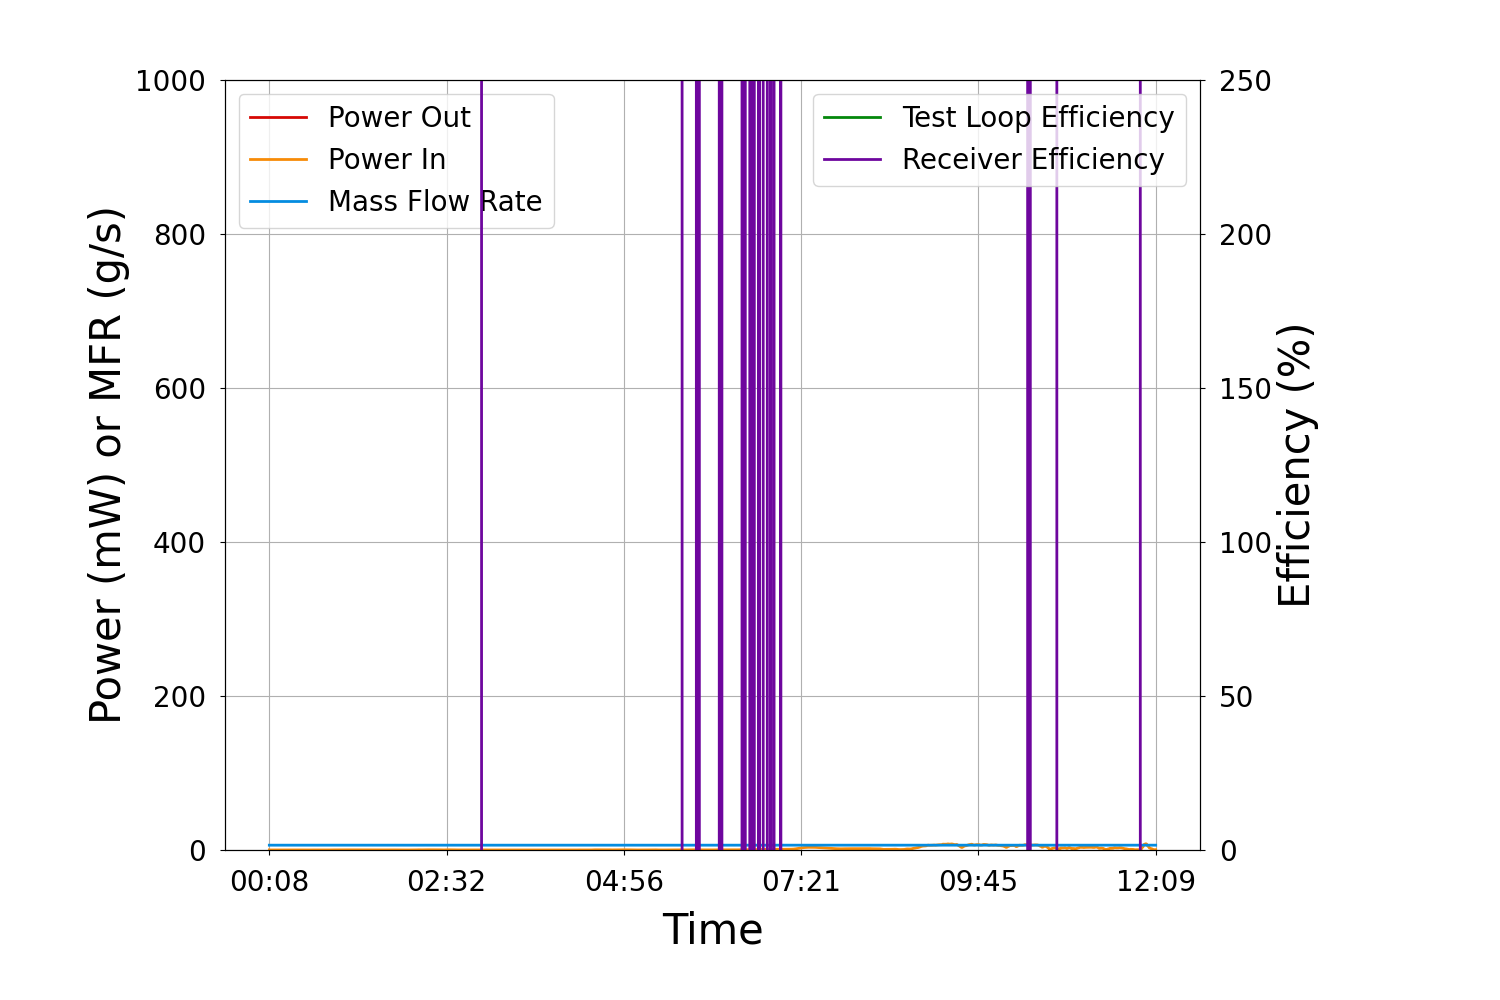 1000
800
600
400
200
0
Power (mW) or MFR (g/s)
Power Out
Power In
Mass Flow Rate
Test Loop Efficiency
Receiver Efficiency
250
200
150
100
50
0
Efficiency (%)
00:08 02:32 04:56 07:21 09:45 12:09
Time